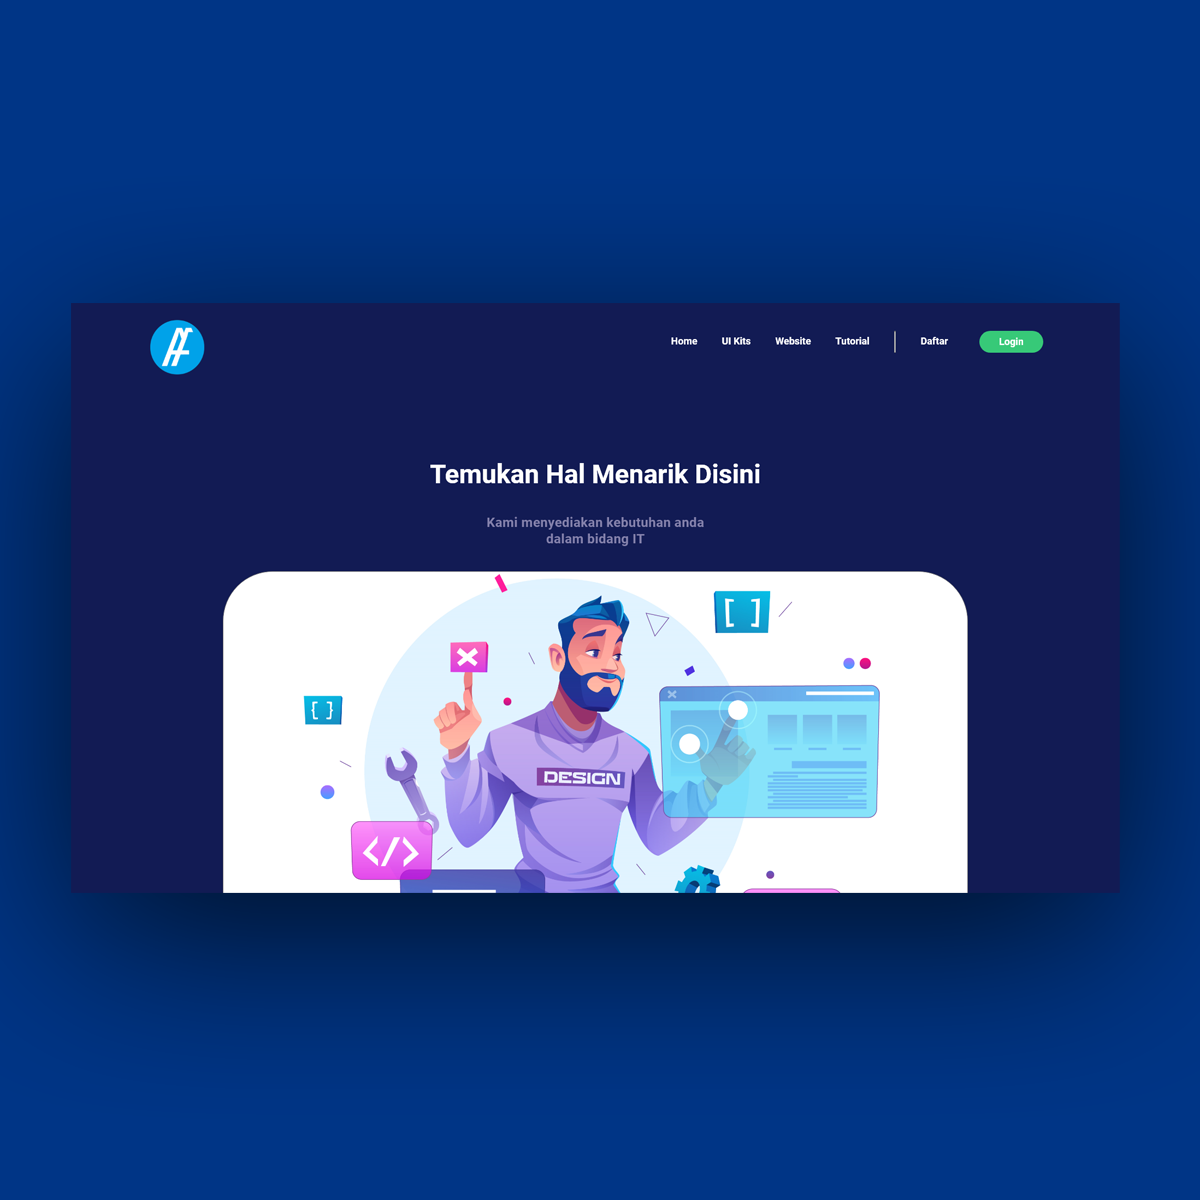 Home UI Kits Website Tutorial Daftar Login
Temukan Hal Menarik Disini
Kami menyediakan kebutuhan anda
dalam bidang IT
[ ]
{ }
DESIGN
</>